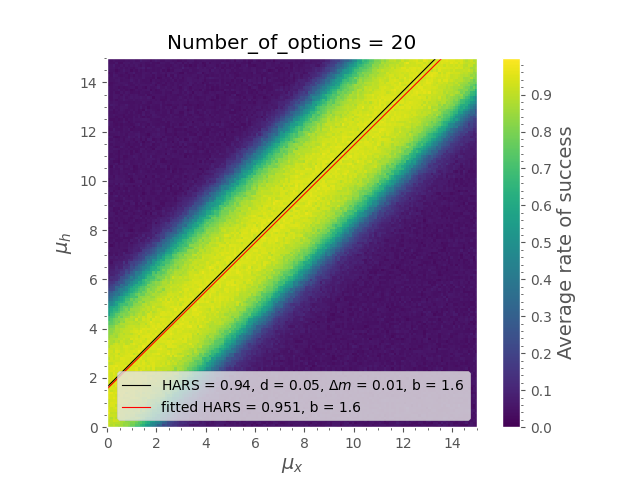 Number_of_options = 20
μh
14
12
10
8
6
4
2
0
HARS = 0.94, d = 0.05, Δm = 0.01, b = 1.6
fitted HARS = 0.951, b = 1.6
0 2 4 6 8 10 12 14
μx
0.9
0.8
0.7
0.6
0.5
0.4
0.3
0.2
0.1
0.0
Average rate of success